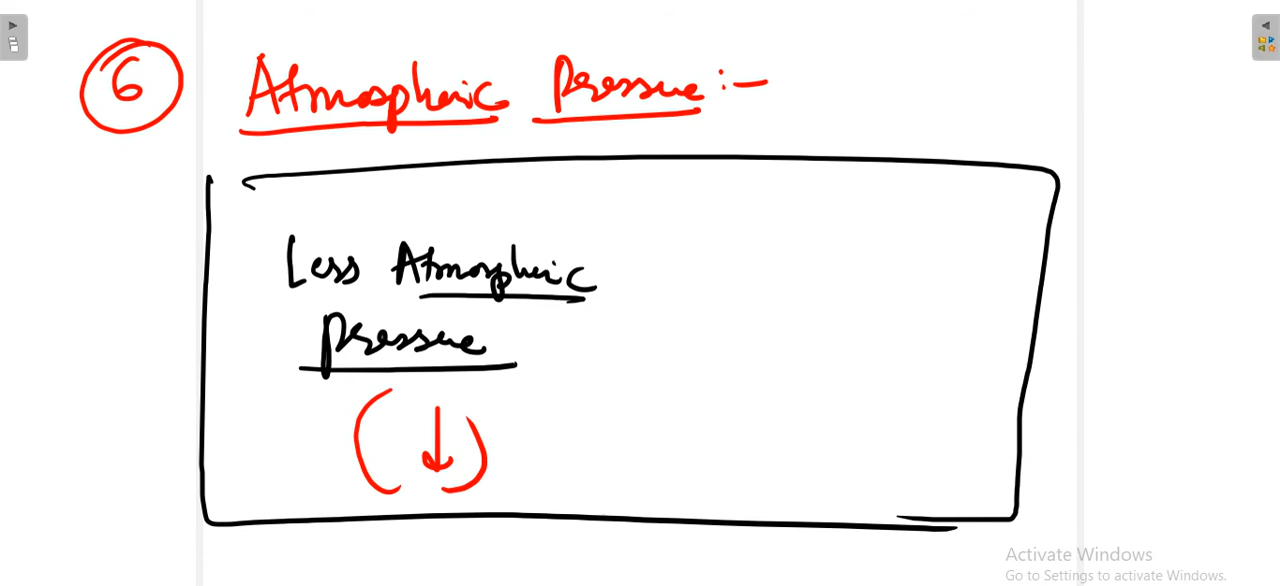 6 Atmospheric Pressure :-
Less Atmospheric
Pressure
(↓)
Activate Windows
Go to Settings to activate Windows.